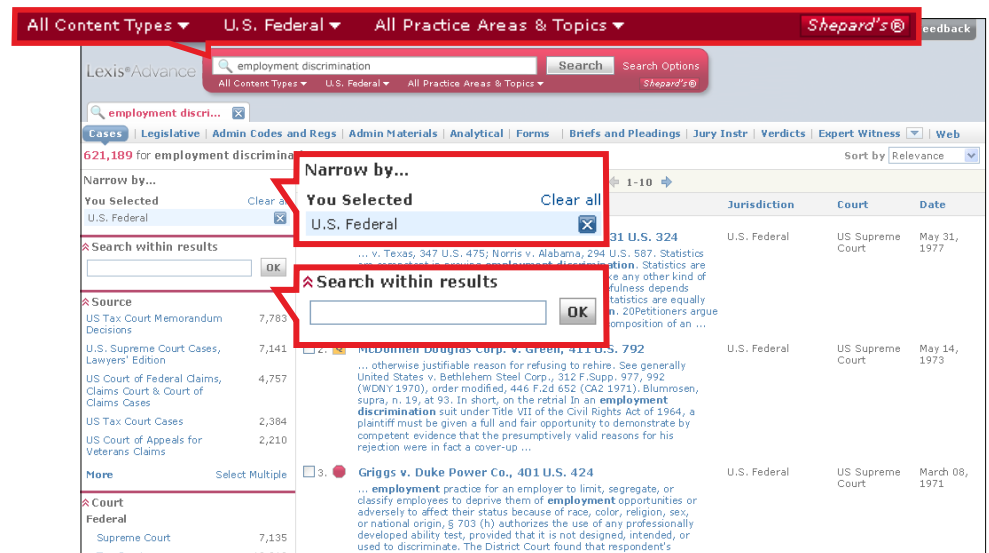 All Content Types ▼ U.S. Federal ▼ All Practice Areas & Topics ▼ Shepard's®
eedback
Lexis®Advance
employment discrimination Search Search Options
All Content Types ▼ U.S. Federal ▼ All Practice Areas & Topics ▼ Shepard's®
employment discri...
Cases | Legislative | Admin Codes and Regs | Admin Materials | Analytical | Forms | Briefs and Pleadings | Jury Instr | Verdicts | Expert Witness | Web
621,189 for employment discrimina
Sort by Relevance
Narrow by...
You Selected Clear a
U.S. Federal
Narrow by...
You Selected Clear all
U.S. Federal
1-10
Jurisdiction Court Date
Search within results
OK
Search within results
OK
Source
US Tax Court Memorandum 7,783
Decisions
U.S. Supreme Court Cases, 7,141
Lawyers' Edition
US Court of Federal Claims, 4,757
Claims Court & Court of
Claims Cases
US Tax Court Cases 2,384
US Court of Appeals for 2,210
Veterans Claims
More Select Multiple
Court
Federal
Supreme Court 7,135
31 U.S. 324 U.S. Federal US Supreme May 31,
Court 1977
... v. Texas, 347 U.S. 475; Norris v. Alabama, 294 U.S. 587. Statistics
employment discrimination. Statistics are
ke any other kind of
fulness depends
tatistics are equally
n. 20Petitioners argue
omposition of an ...
2. McDonnell Douglas Corp. v. Green, 411 U.S. 792 U.S. Federal US Supreme May 14,
Court 1973
... otherwise justifiable reason for refusing to rehire. See generally
United States v. Bethlehem Steel Corp., 312 F.Supp. 977, 992
(WDNY 1970), order modified, 446 F.2d 652 (CA2 1971). Blumrosen,
supra, n. 19, at 93. In short, on the retrial In an employment
discrimination suit under Title VII of the Civil Rights Act of 1964, a
plaintiff must be given a full and fair opportunity to demonstrate by
competent evidence that the presumptively valid reasons for his
rejection were in fact a cover-up ...
3. Griggs v. Duke Power Co., 401 U.S. 424 U.S. Federal US Supreme March 08,
Court 1971
... employment practice for an employer to limit, segregate, or
classify employees to deprive them of employment opportunities or
adversely to affect their status because of race, color, religion, sex,
or national origin, § 703 (h) authorizes the use of any professionally
developed ability test, provided that it is not designed, intended, or
used to discriminate. The District Court found that respondent's